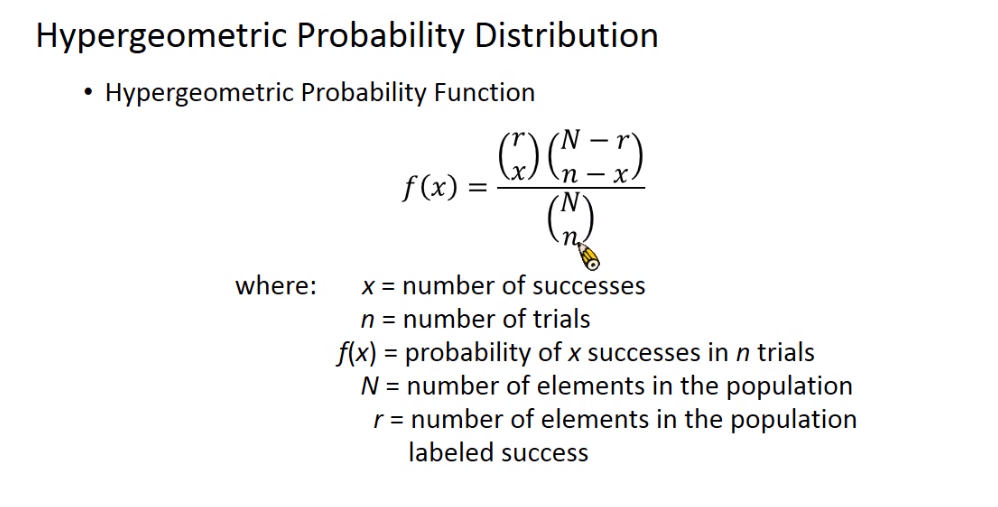 Hypergeometric Probability Distribution
• Hypergeometric Probability Function
f(x) = \frac{\binom{r}{x}\binom{N − r}{n − x}}{\binom{N}{n}}
where: x = number of successes
n = number of trials
f(x) = probability of x successes in n trials
N = number of elements in the population
r = number of elements in the population
labeled success